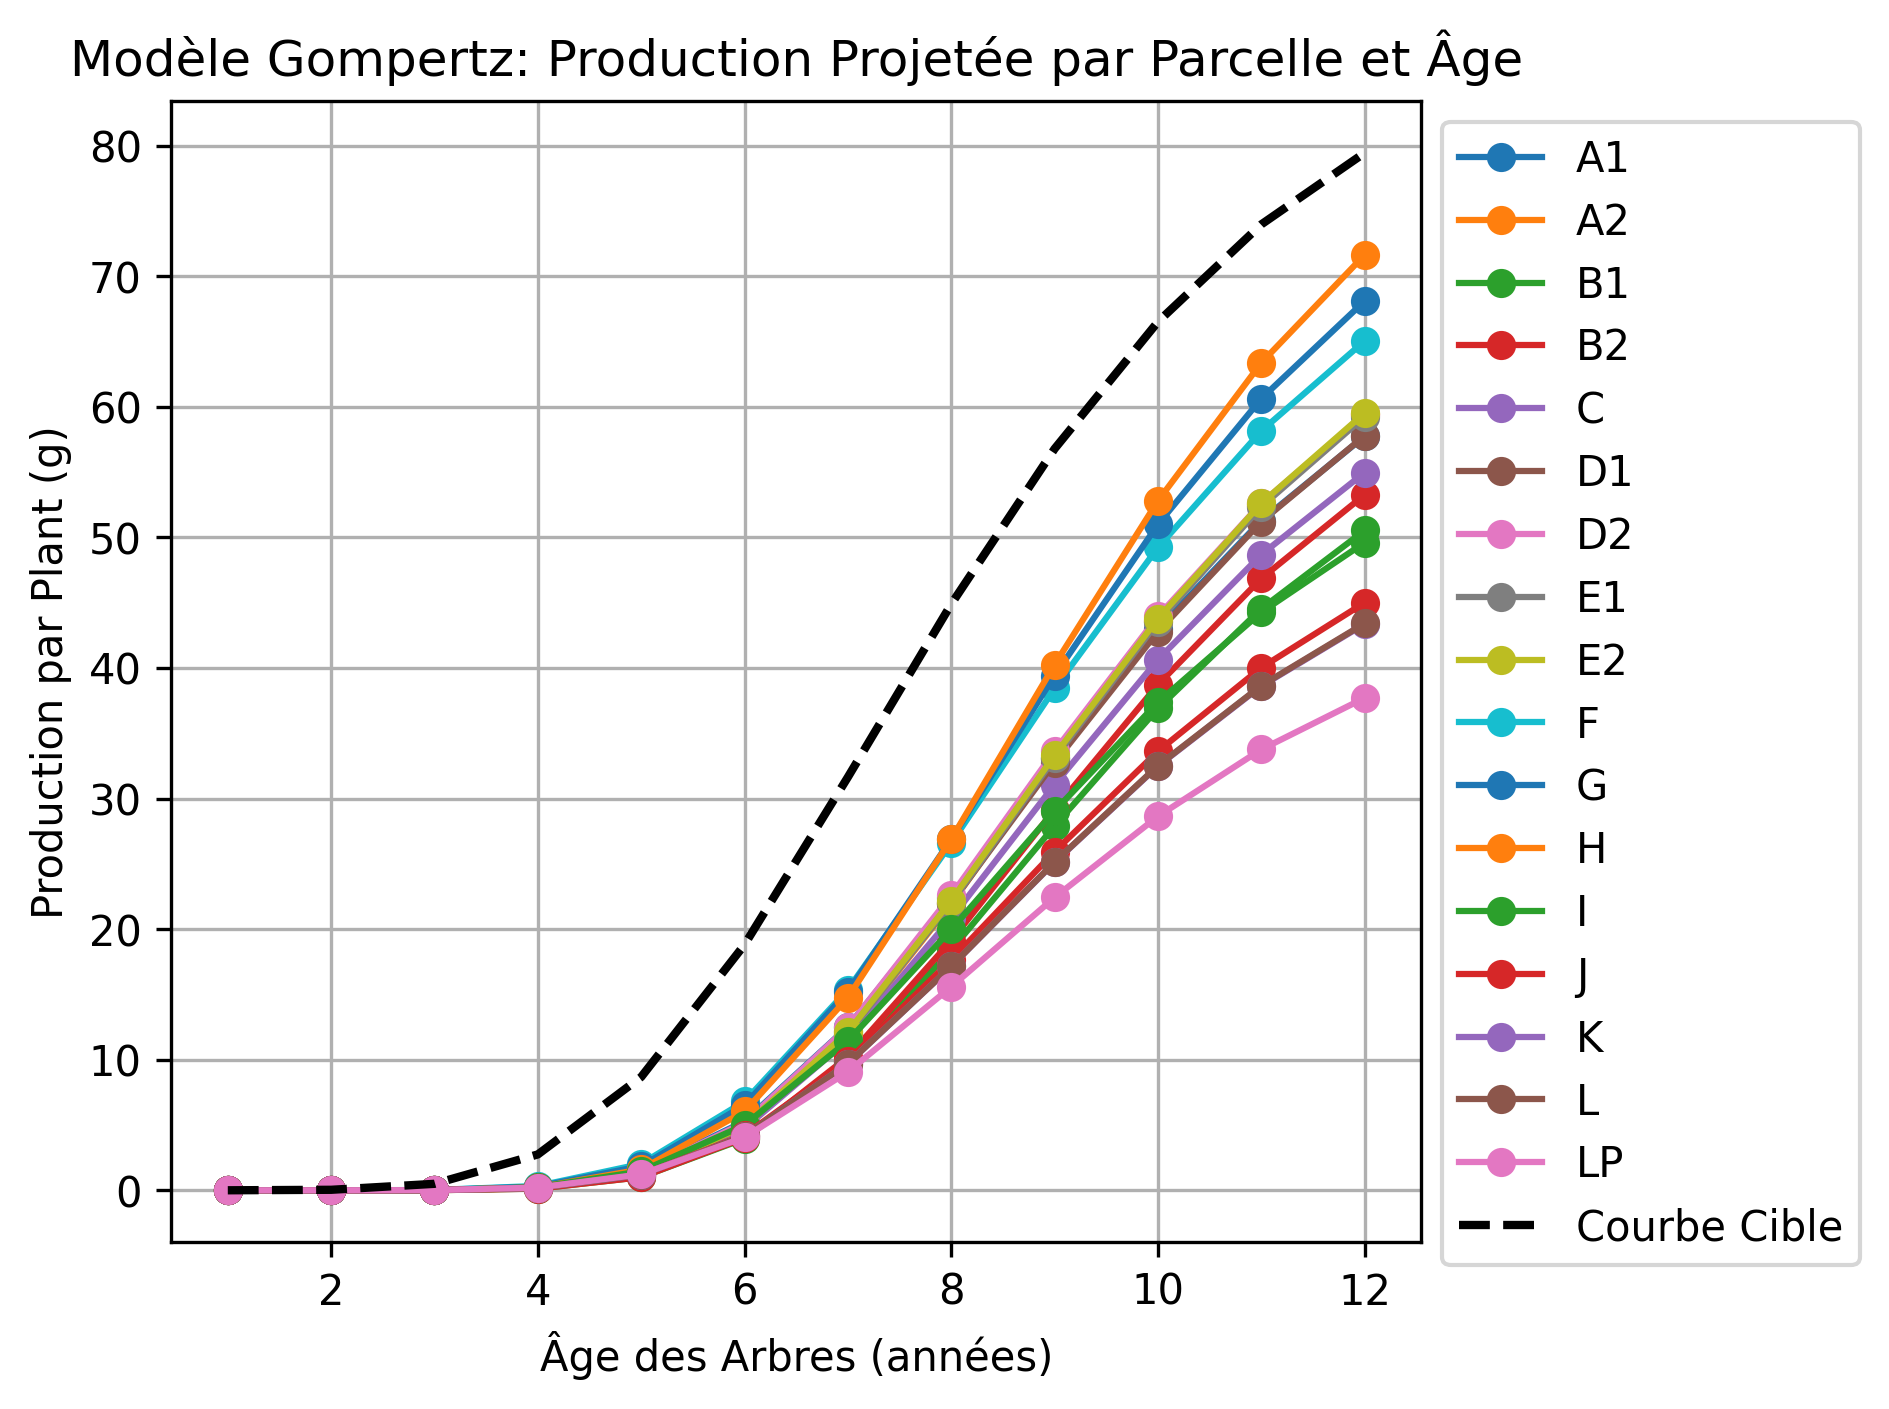 Modèle Gompertz: Production Projetée par Parcelle et Âge
Production par Plant (g)
80
70
60
50
40
30
20
10
0
2
4
6
8
10
12
Âge des Arbres (années)
A1
A2
B1
B2
C
D1
D2
E1
E2
F
G
H
I
J
K
L
LP
Courbe Cible